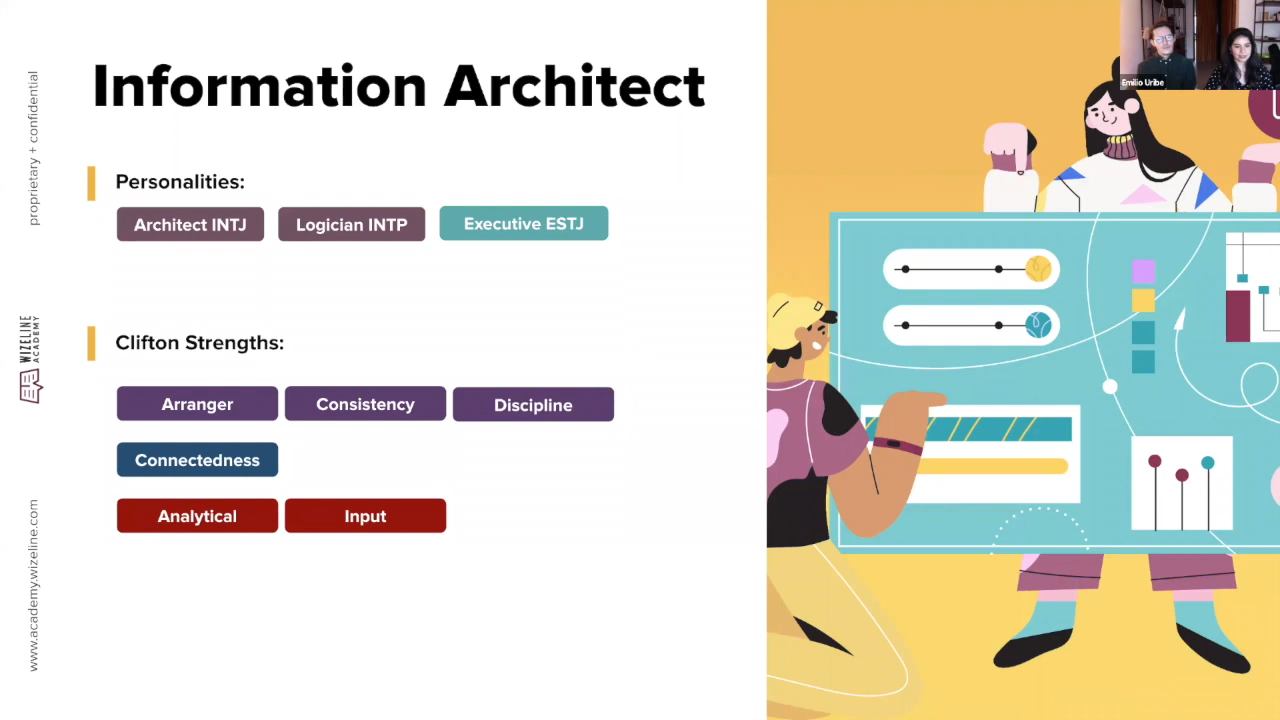 Information Architect
Personalities:
Architect INTJ
Logician INTP
Executive ESTJ
Clifton Strengths:
Arranger
Consistency
Discipline
Connectedness
Analytical
Input
proprietary + confidential
WIZELINE
ACADEMY
www.academy.wizeline.com
Emilio Uribe